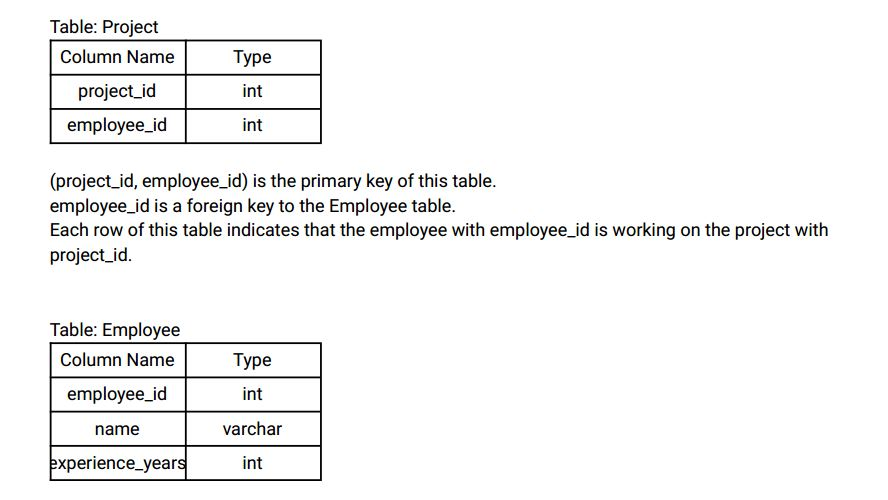 Table: Project
Column Name Type
project_id int
employee_id int
(project_id, employee_id) is the primary key of this table.
employee_id is a foreign key to the Employee table.
Each row of this table indicates that the employee with employee_id is working on the project with
project_id.
Table: Employee
Column Name Type
employee_id int
name varchar
experience_years int